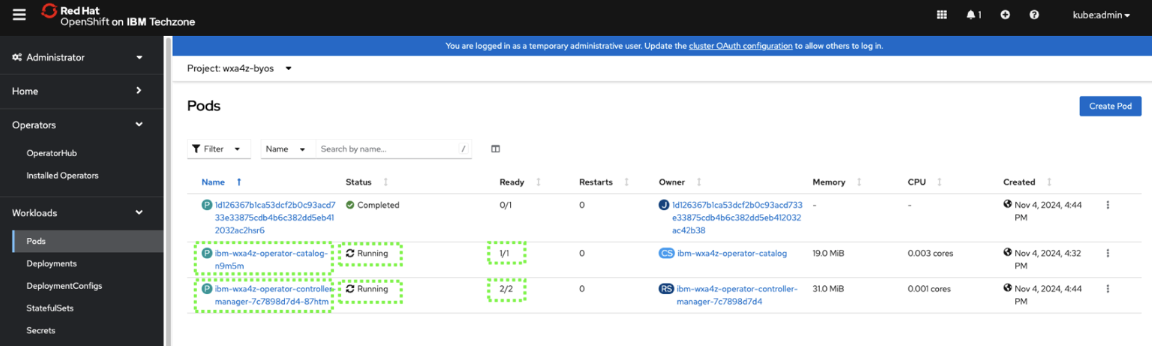 Red Hat
OpenShift on IBM Techzone
1
kube:admin
You are logged in as a temporary administrative user. Update the cluster OAuth configuration to allow others to log in.
Administrator
Home
Operators
OperatorHub
Installed Operators
Workloads
Pods
Deployments
DeploymentConfigs
StatefulSets
Secrets
Project: wxa4z-byos
Pods
Create Pod
Filter Name Search by name... /
Name Status Ready Restarts Owner Memory CPU Created
P 1d126367b1ca53dcf2b0c93acd7 Completed 0/1 0 J 1d126367b1ca53dcf2b0c93acd733 - - Nov 4, 2024, 4:44
33e33875cdb4b6c382dd5eb41 e33875cdb4b6c382dd5eb412032 PM
2032ac2hsr6 ac42b38
P ibm-wxa4z-operator-catalog- Running 1/1 0 CS ibm-wxa4z-operator-catalog 19.0 MiB 0.003 cores Nov 4, 2024, 4:32
n9m5m PM
P ibm-wxa4z-operator-controller- Running 2/2 0 RS ibm-wxa4z-operator-controller- 31.0 MiB 0.001 cores Nov 4, 2024, 4:44
manager-7c7898d7d4-87htm manager-7c7898d7d4 PM